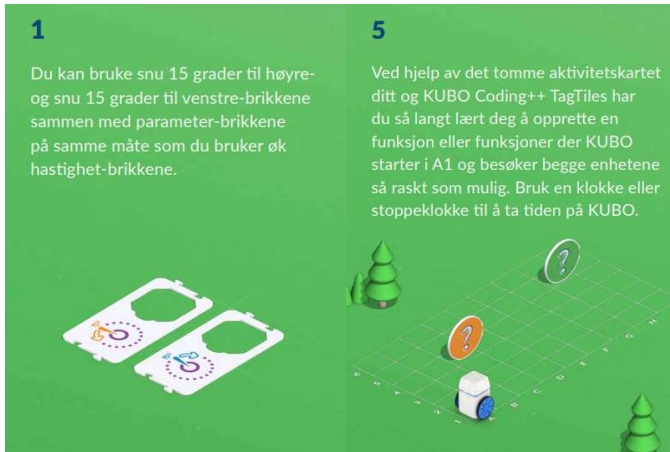 1
Du kan bruke snu 15 grader til høyre-
og snu 15 grader til venstre-brikkene
sammen med parameter-brikkene
på samme måte som du bruker øk
hastighet-brikkene.
5
Ved hjelp av det tomme aktivitetskartet
ditt og KUBO Coding++ TagTiles har
du så langt lært deg å opprette en
funksjon eller funksjoner der KUBO
starter i A1 og besøker begge enhetene
så raskt som mulig. Bruk en klokke eller
stoppeklokke til å ta tiden på KUBO.
?
?